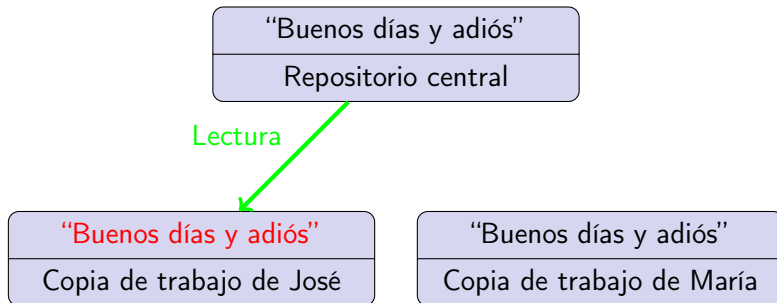 “Buenos días y adiós”
Repositorio central
Lectura
“Buenos días y adiós”
Copia de trabajo de José
“Buenos días y adiós”
Copia de trabajo de María